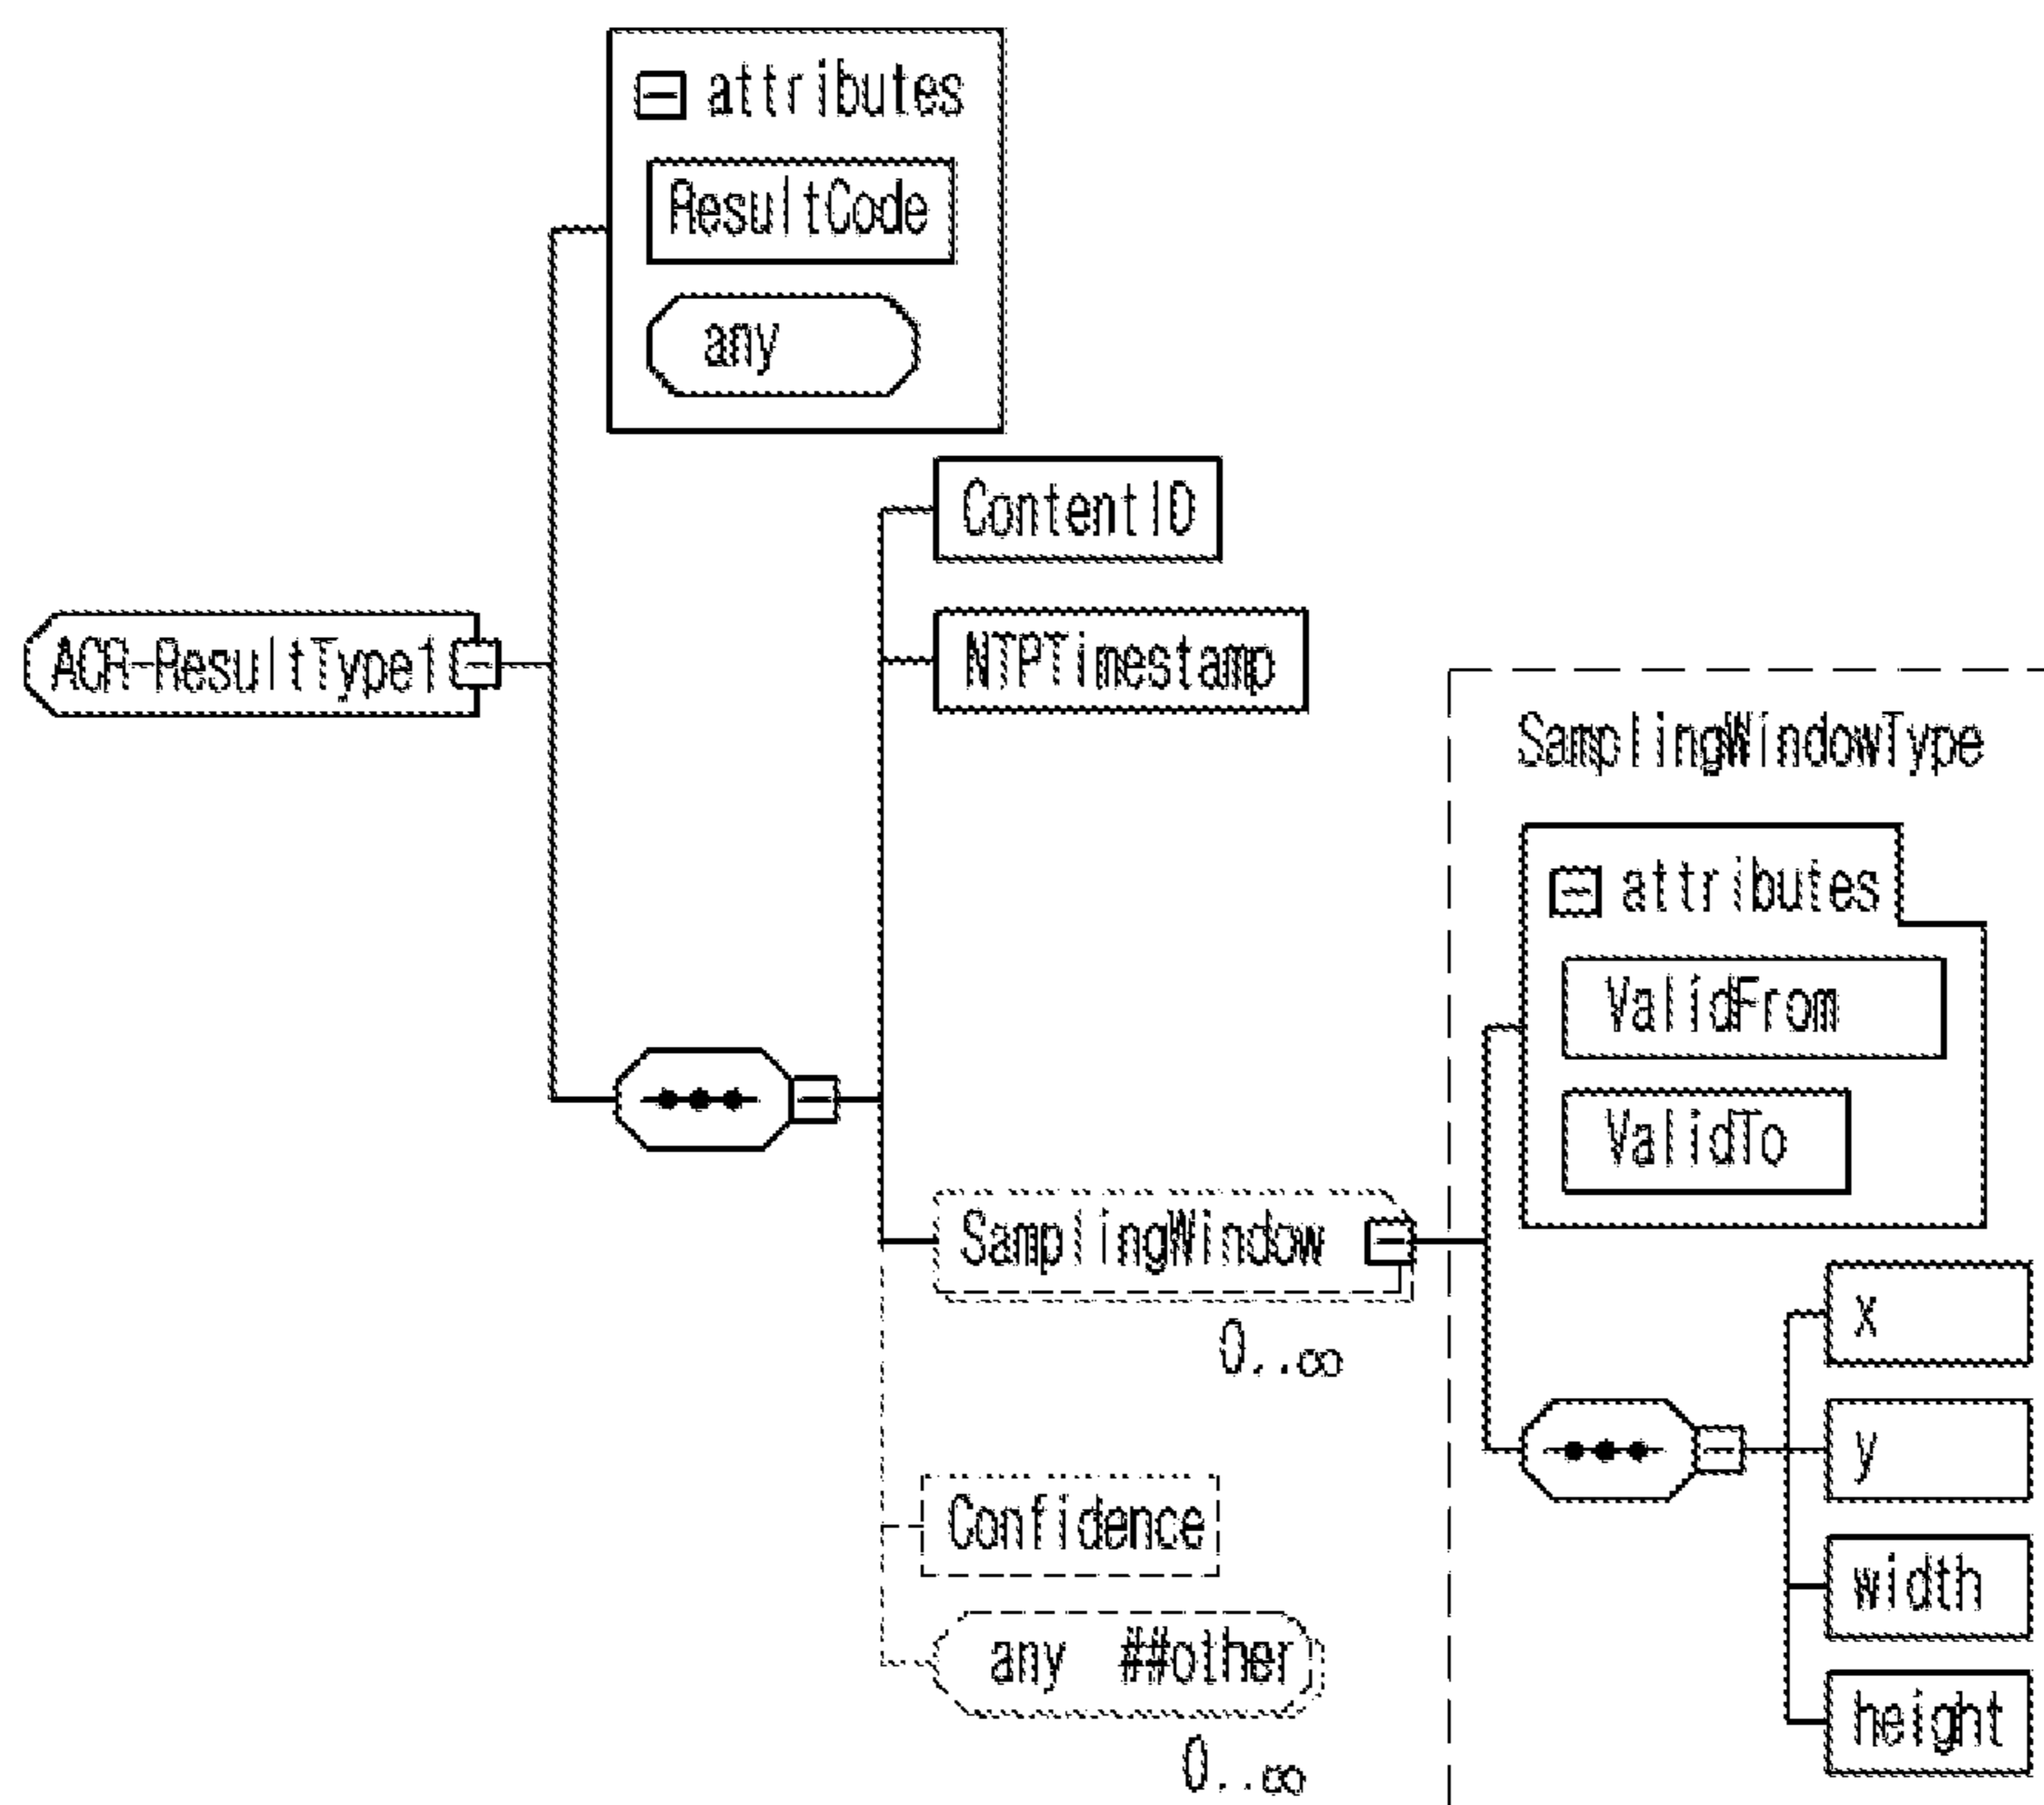 attributes
ResultCode
any
ContentID
ACR-ResultType1
NTPTimestamp
SamplingWindowType
attributes
ValidFrom
ValidTo
SamplingWindow
0..∞
x
y
Confidence
width
any ##other
height
0..∞